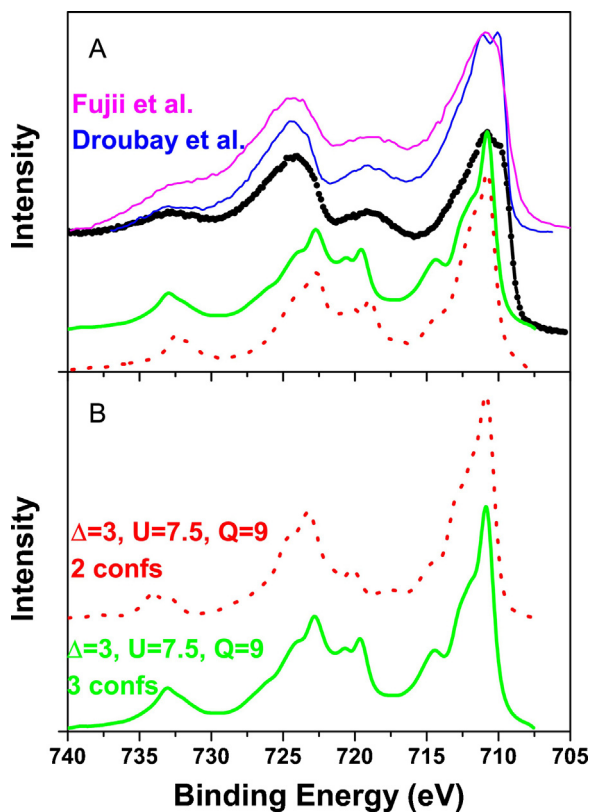 A
Fujii et al.
Droubay et al.
Intensity
B
Δ=3, U=7.5, Q=9
2 confs
Δ=3, U=7.5, Q=9
3 confs
Intensity
740 735 730 725 720 715 710 705
Binding Energy (eV)